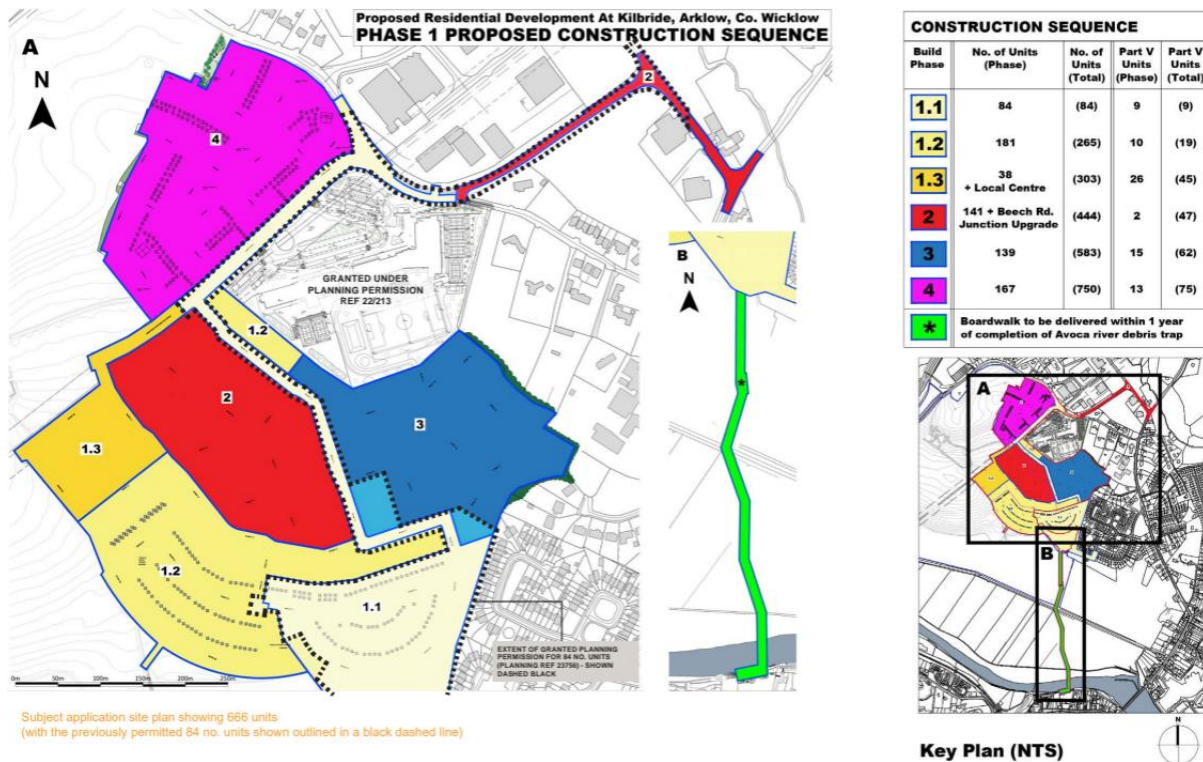 Proposed Residential Development At Kilbride, Arklow, Co. Wicklow
PHASE 1 PROPOSED CONSTRUCTION SEQUENCE
A
N
2
4
GRANTED UNDER
PLANNING PERMISSION
REF 22/213
1.2
2
3
1.3
1.2
1.1
EXTENT OF GRANTED PLANNING
PERMISSION FOR 84 NO. UNITS
(PLANNING REF 23756) - SHOWN
DASHED BLACK
0m 50m 100m 150m 200m 250m
B
N
*
Subject application site plan showing 666 units
(with the previously permitted 84 no. units shown outlined in a black dashed line)
CONSTRUCTION SEQUENCE
Build Phase No. of Units (Phase) No. of Units (Total) Part V Units (Phase) Part V Units (Total)
1.1 84 (84) 9 (9)
1.2 181 (265) 10 (19)
1.3 38 + Local Centre (303) 26 (45)
2 141 + Beech Rd. Junction Upgrade (444) 2 (47)
3 139 (583) 15 (62)
4 167 (750) 13 (75)
* Boardwalk to be delivered within 1 year
of completion of Avoca river debris trap
A
B
Key Plan (NTS)
N